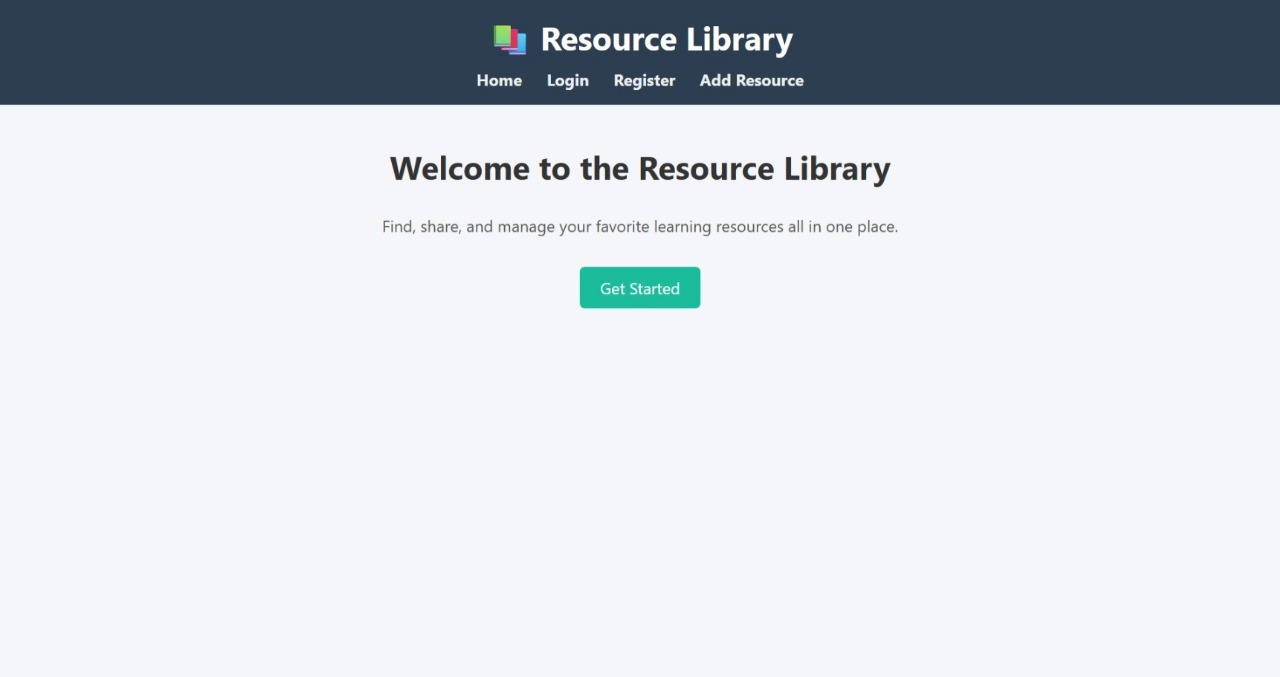 Resource Library
Home Login Register Add Resource
Welcome to the Resource Library
Find, share, and manage your favorite learning resources all in one place.
Get Started